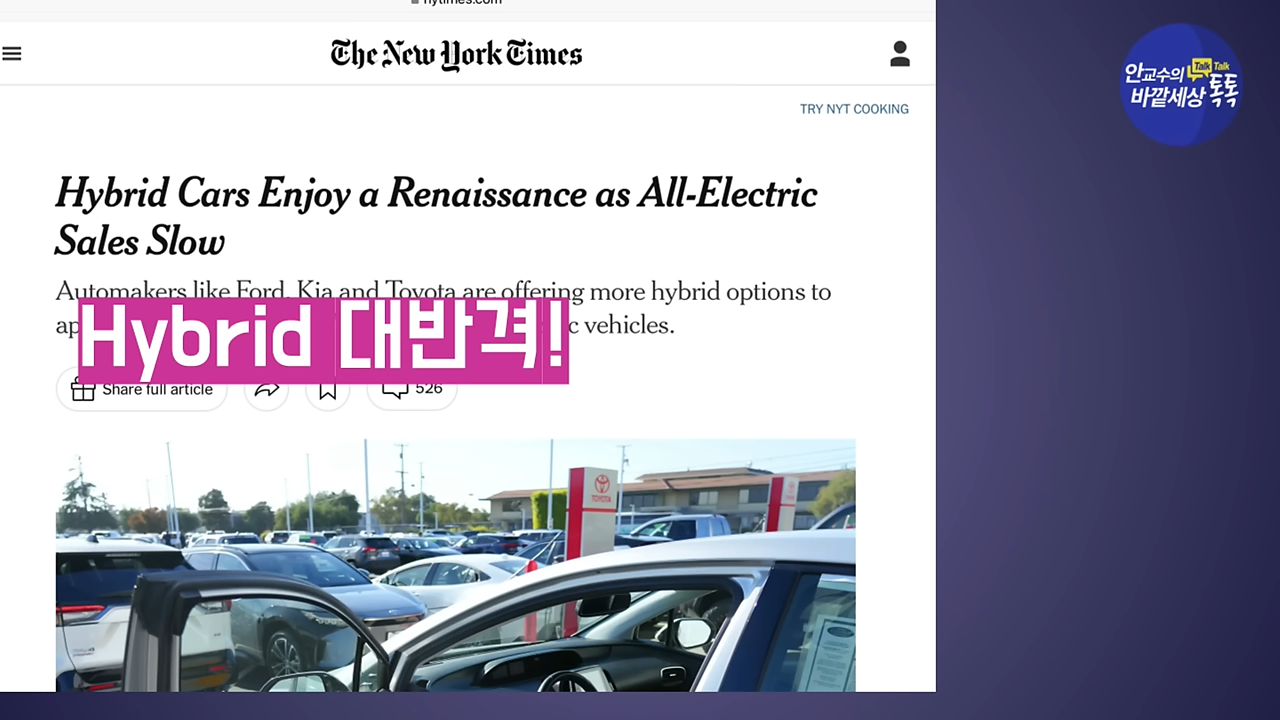 nytimes.com
The New York Times
안교수의 Talk Talk
바깥세상 톡톡
TRY NYT COOKING
Hybrid Cars Enjoy a Renaissance as All-Electric
Sales Slow
Automakers like Ford, Kia and Toyota are offering more hybrid options to
vehicles.
Hybrid 대반격!
Share full article
526
TOYOTA